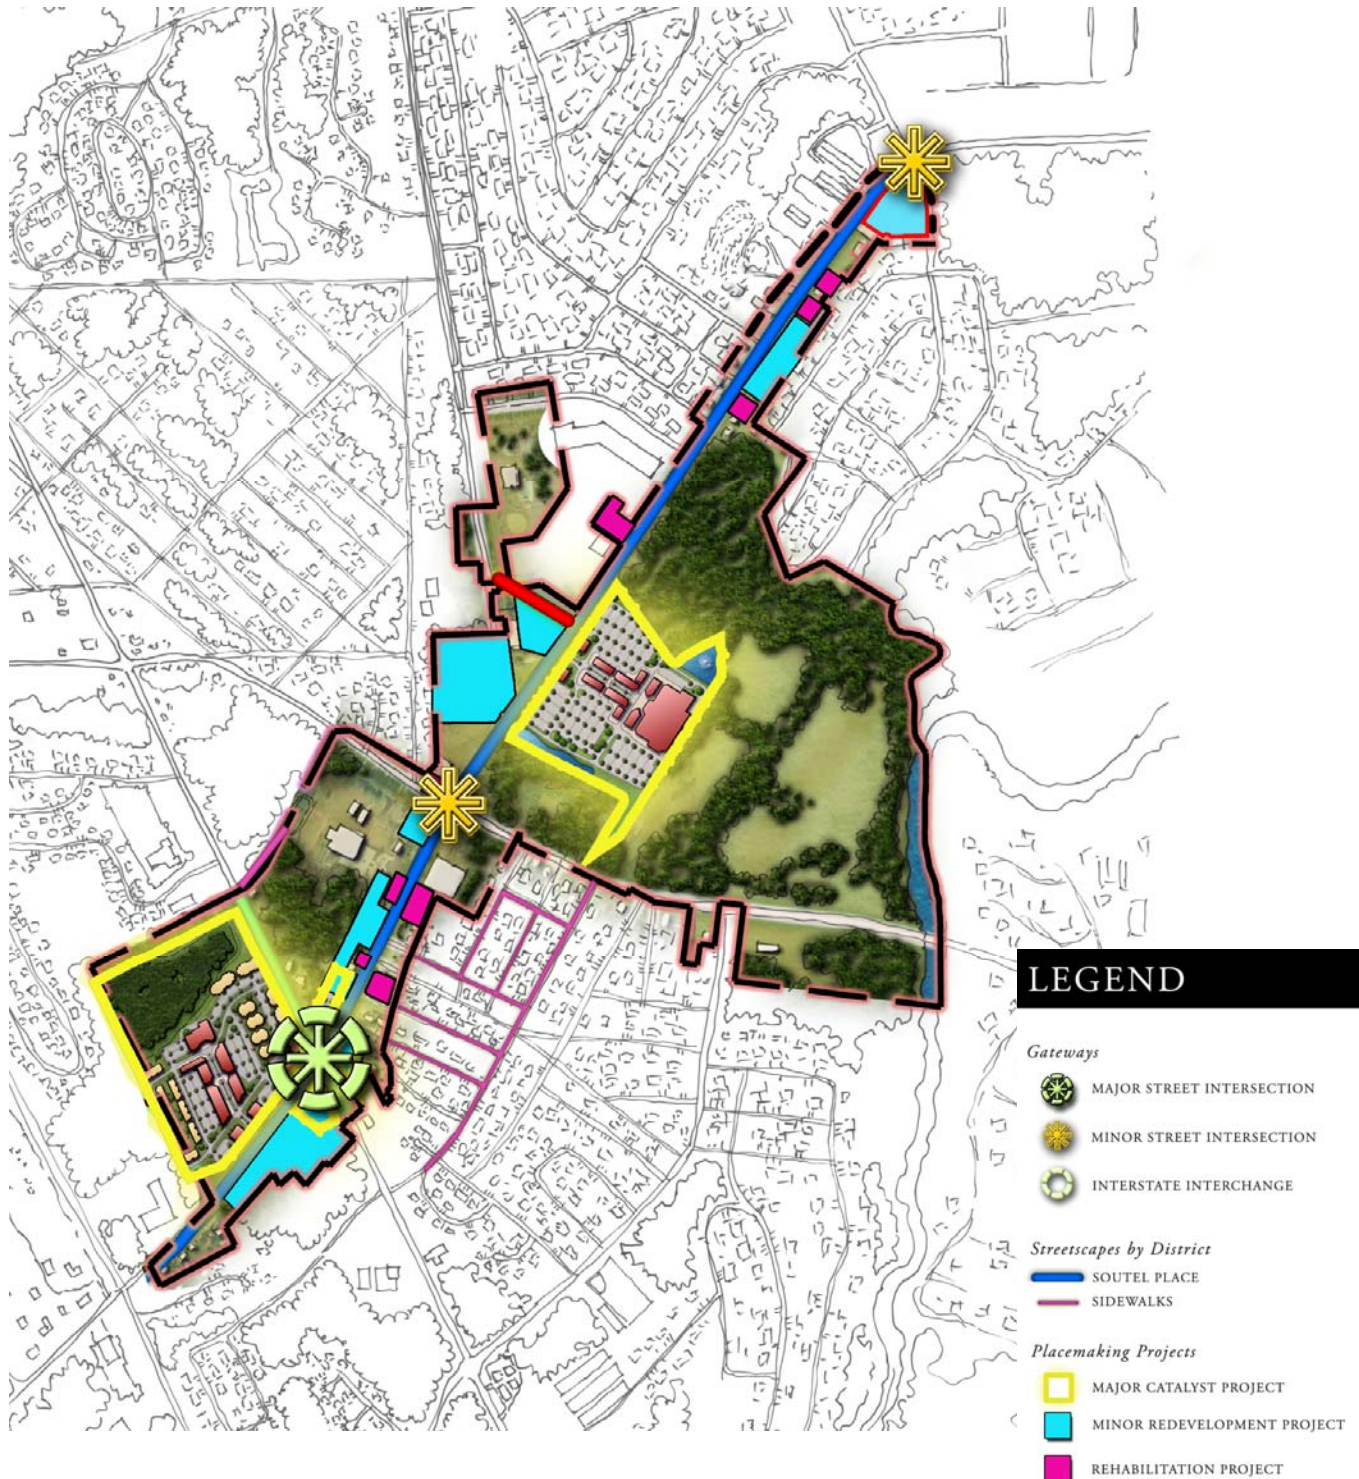 LEGEND
Gateways
MAJOR STREET INTERSECTION
MINOR STREET INTERSECTION
INTERSTATE INTERCHANGE
Streetscapes by District
SOUTEL PLACE
SIDEWALKS
Placemaking Projects
MAJOR CATALYST PROJECT
MINOR REDEVELOPMENT PROJECT
REHABILITATION PROJECT